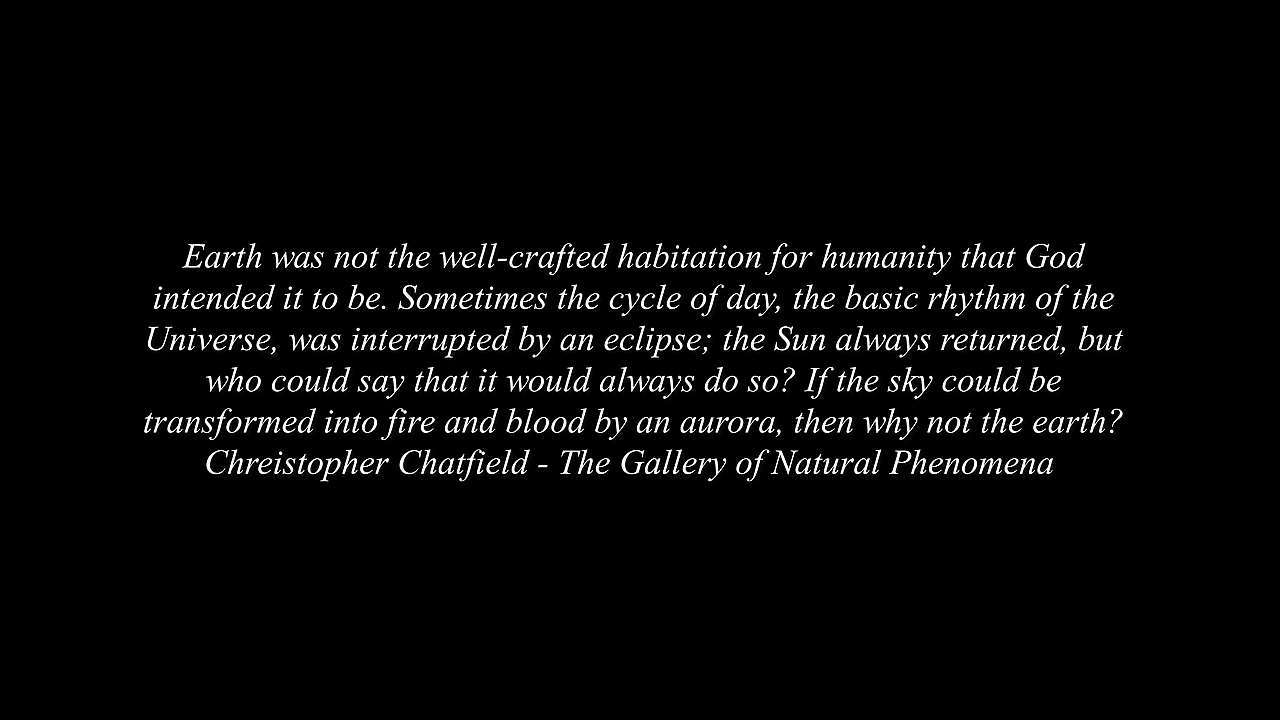 Earth was not the well-crafted habitation for humanity that God
intended it to be. Sometimes the cycle of day, the basic rhythm of the
Universe, was interrupted by an eclipse; the Sun always returned, but
who could say that it would always do so? If the sky could be
transformed into fire and blood by an aurora, then why not the earth?
Chreistopher Chatfield - The Gallery of Natural Phenomena